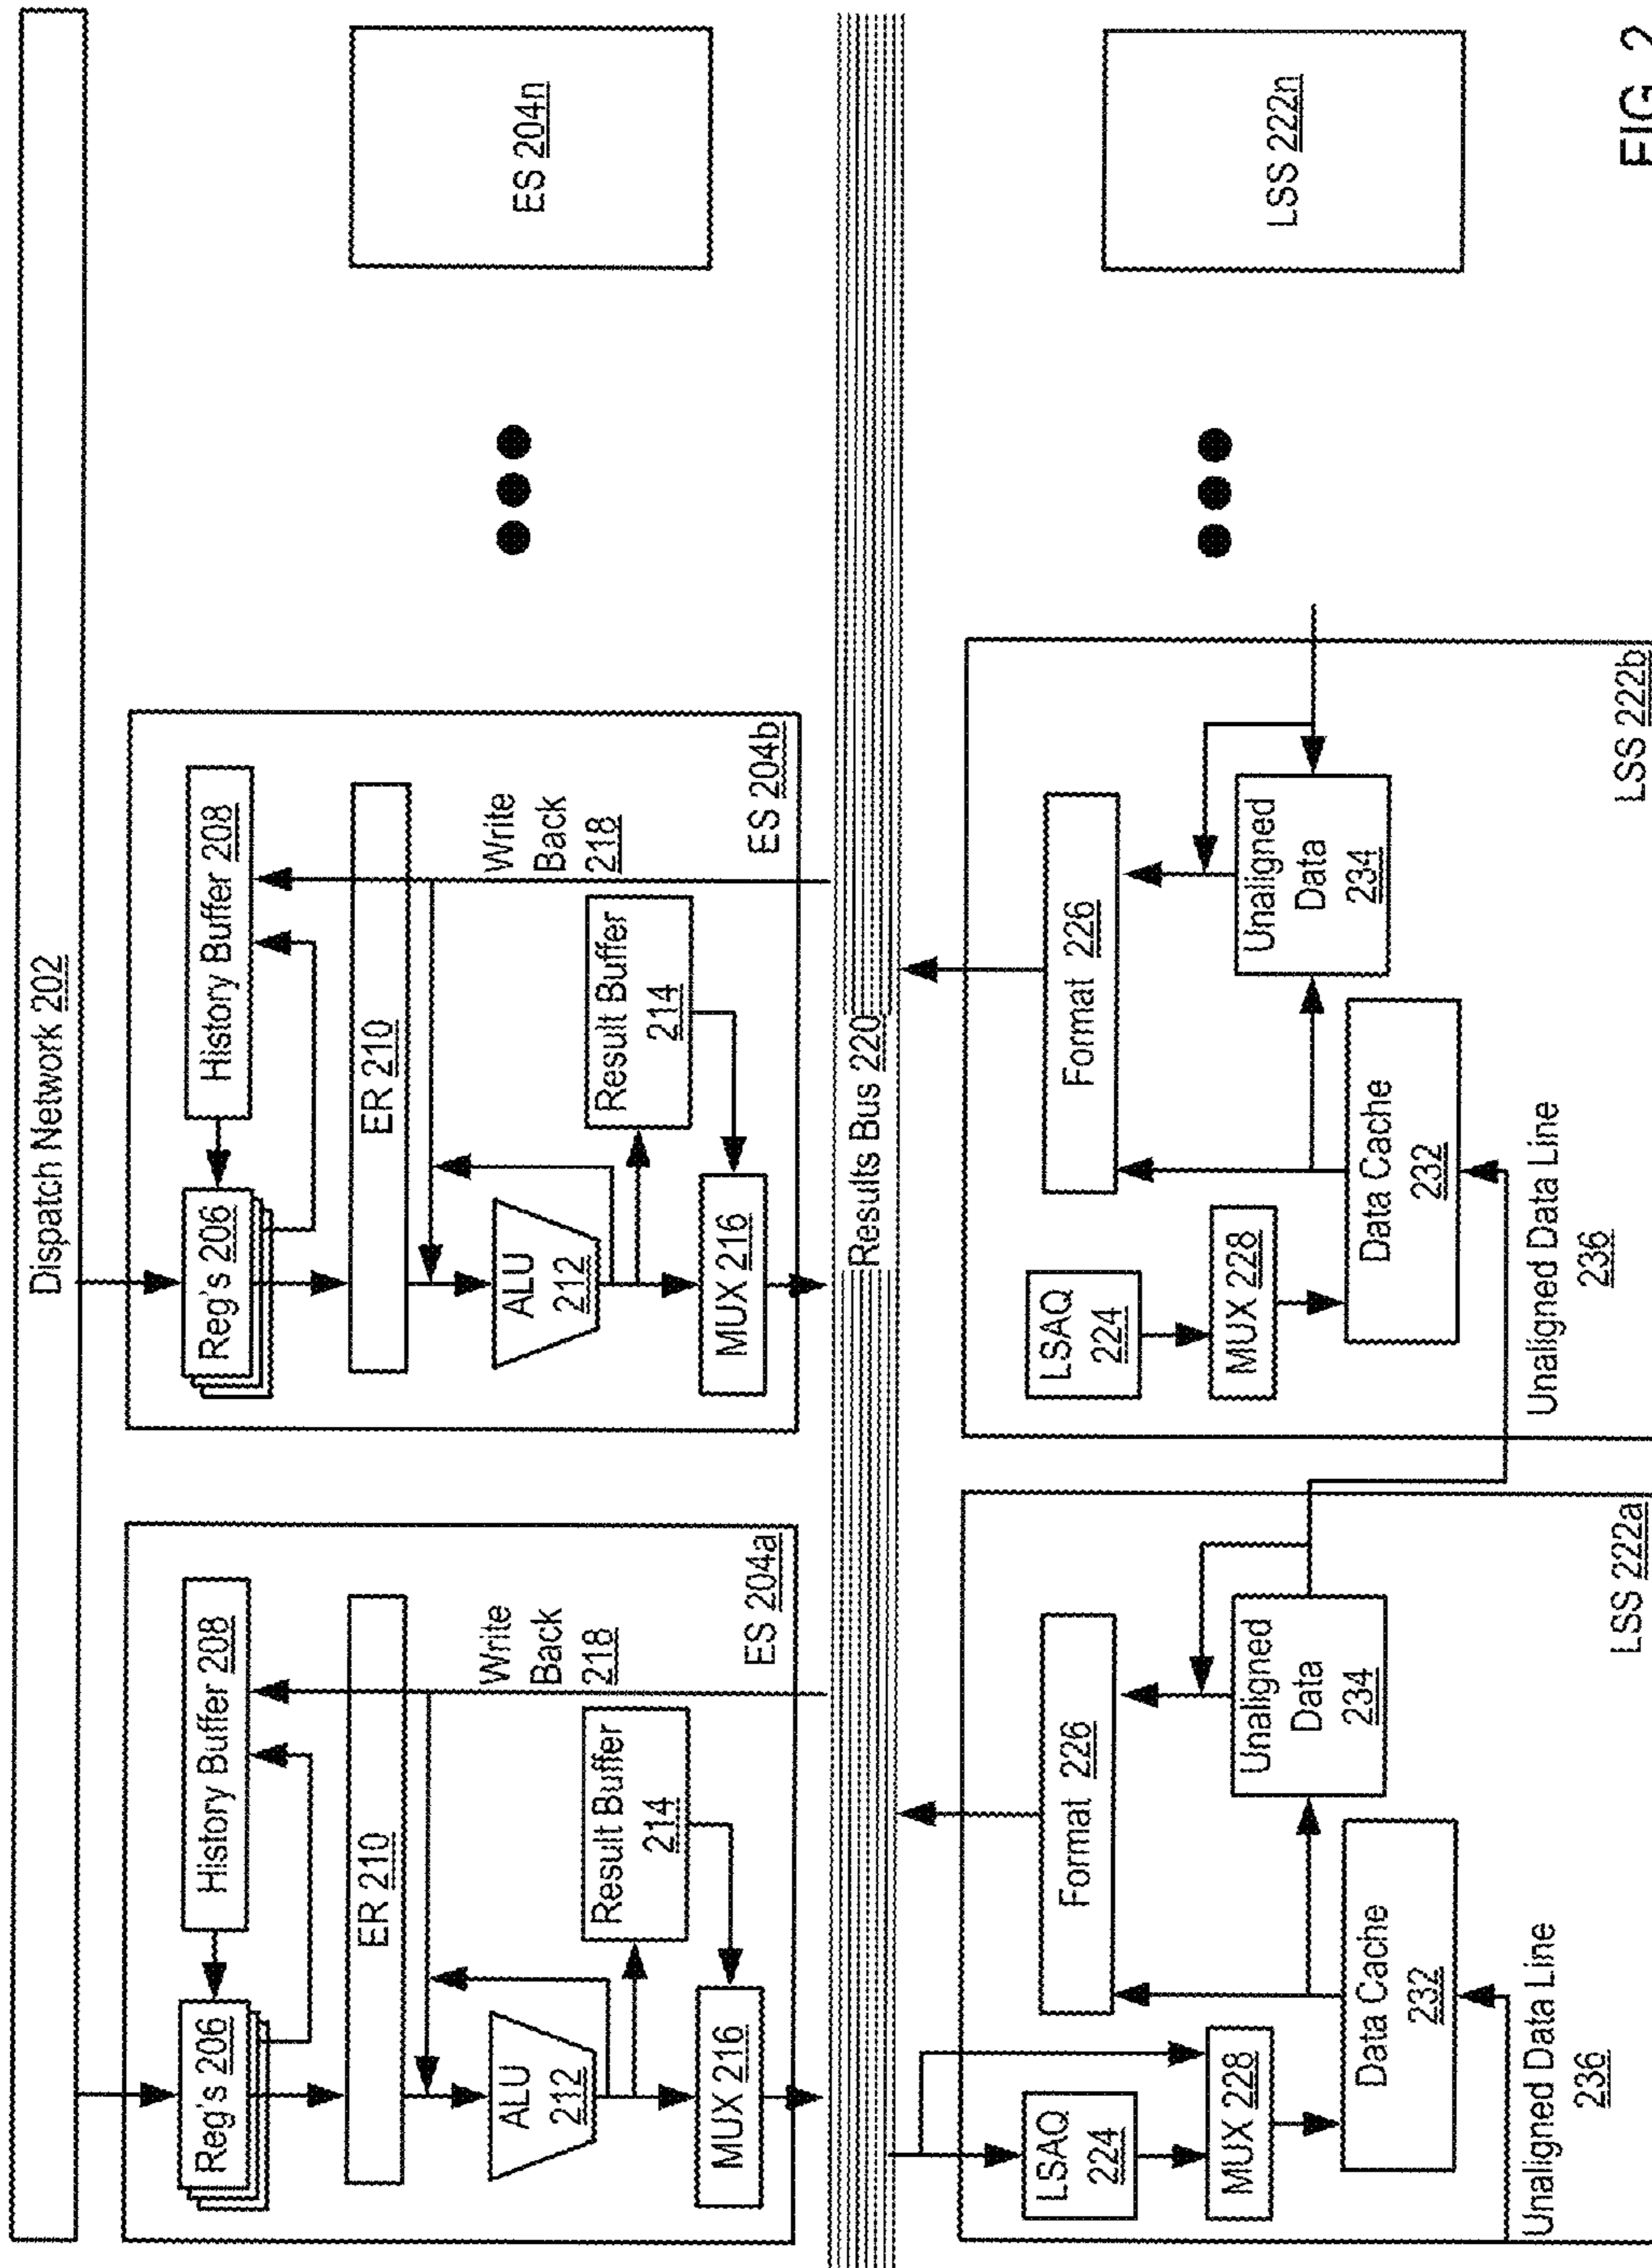 Dispatch Network 202
Reg's 206
History Buffer 208
ER 210
Write
Back
218
ALU
212
Result Buffer
214
MUX 216
ES 204a
Reg's 206
History Buffer 208
ER 210
Write
Back
218
ALU
212
Result Buffer
214
MUX 216
ES 204b
ES 204n
Results Bus 220
LSAQ
224
Format 226
MUX 228
Unaligned
Data
234
Data Cache
232
LSS 222a
Unaligned Data Line
236
LSAQ
224
Format 226
MUX 228
Unaligned
Data
234
Data Cache
232
LSS 222b
Unaligned Data Line
236
LSS 222n
FIG. 2